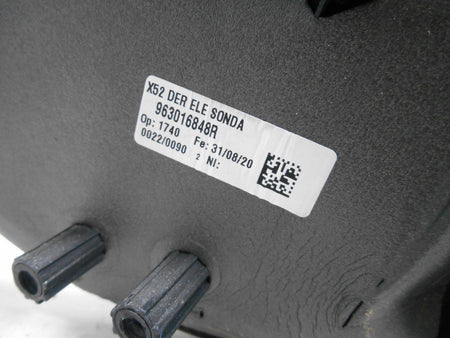 X52 DER ELE SONDA
963016848R
Op: 1740 Fe: 31/08/20
0022/0090 2 NI: